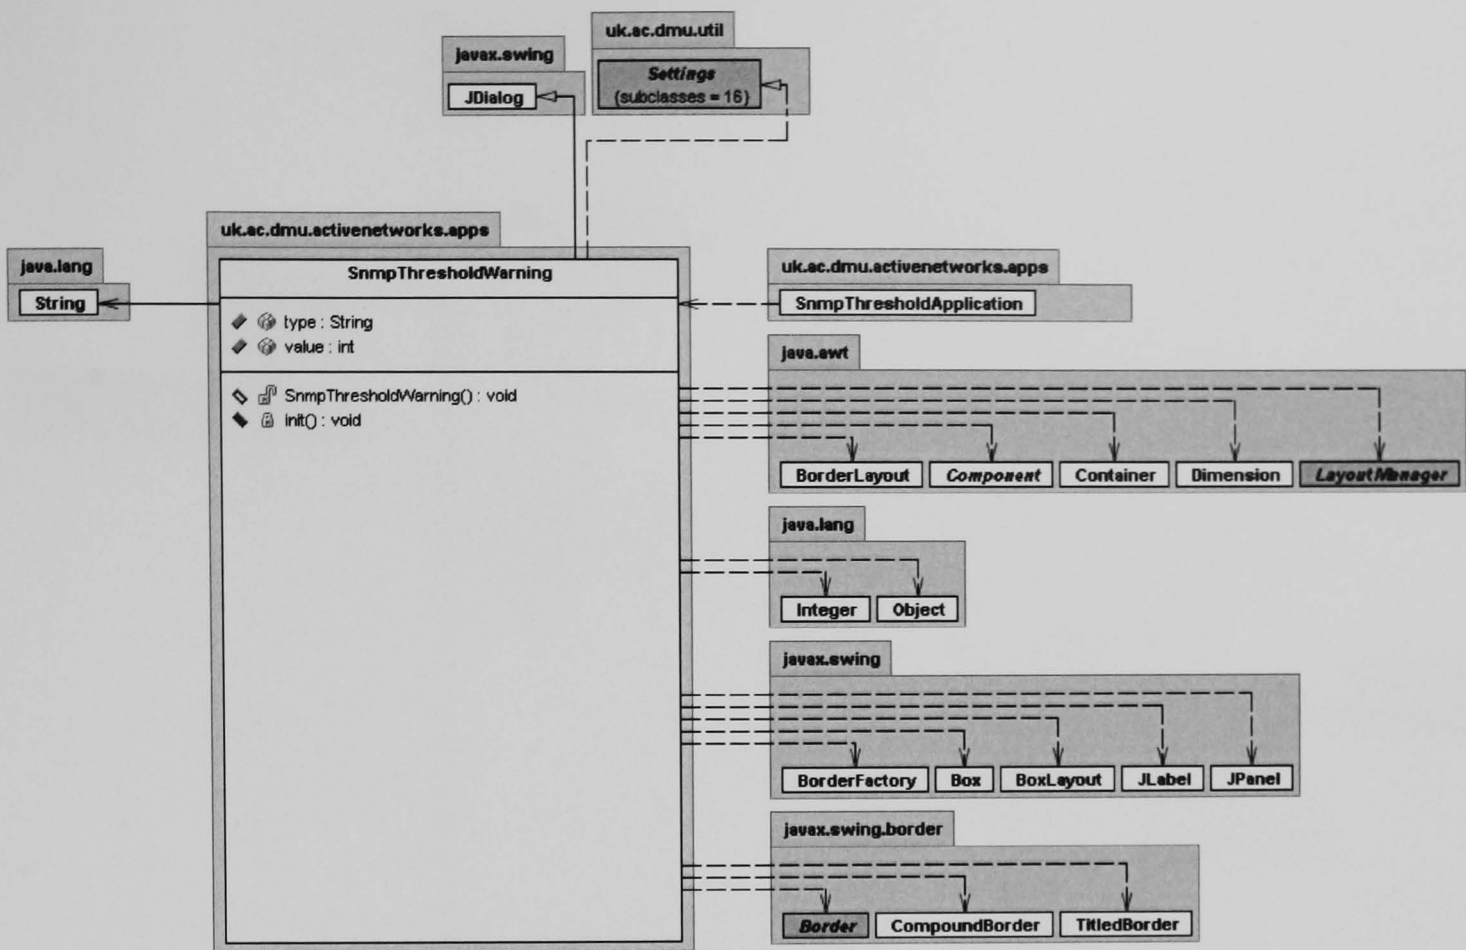 uk.ac.dmu.util
javax.swing
Settings
{subclasses = 16}
JDialog
uk.ac.dmu.activenetworks.apps
java.lang
String
SnmpThresholdWarning
type : String
value : int
SnmpThresholdWarning() : void
init() : void
uk.ac.dmu.activenetworks.apps
SnmpThresholdApplication
java.awt
BorderLayout
Component
Container
Dimension
LayoutManager
java.lang
Integer
Object
javax.swing
BorderFactory
Box
BoxLayout
JLabel
JPanel
javax.swing.border
Border
CompoundBorder
TitledBorder